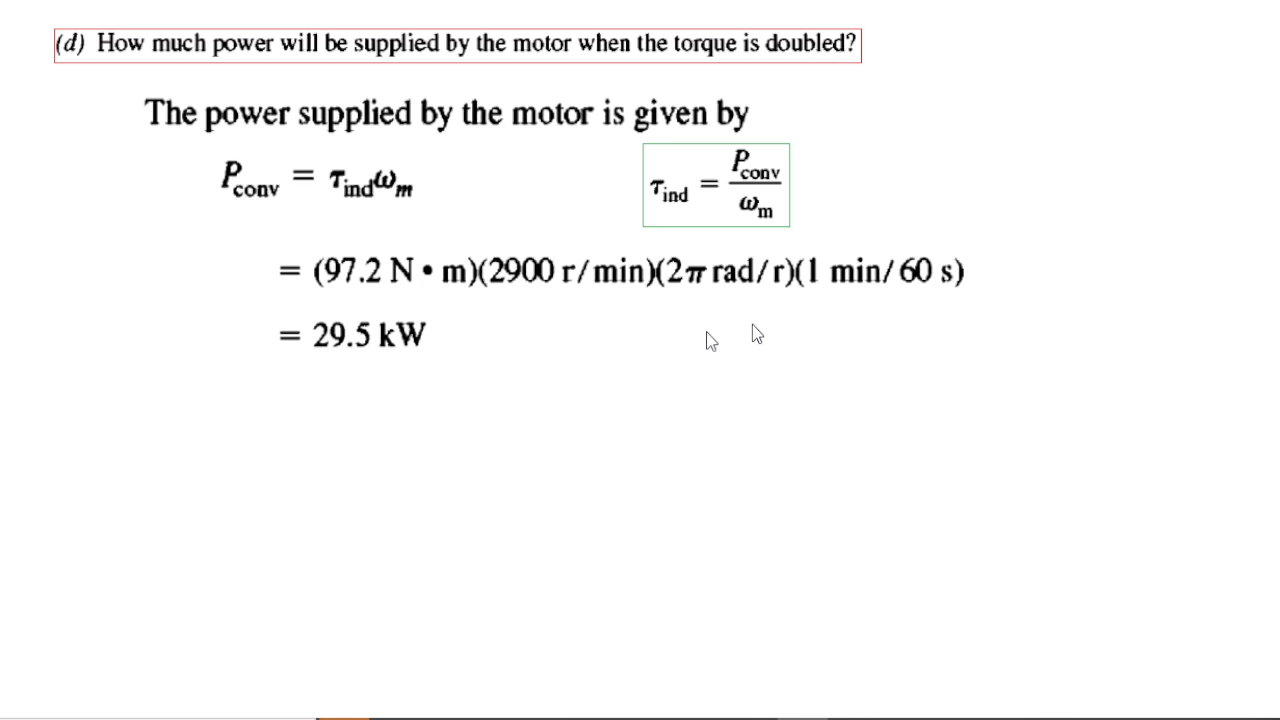 (d) How much power will be supplied by the motor when the torque is doubled?
The power supplied by the motor is given by
P_conv = τ_ind ω_m
τ_ind = P_conv / ω_m
= (97.2 N • m)(2900 r/min)(2π rad/r)(1 min/60 s)
= 29.5 kW